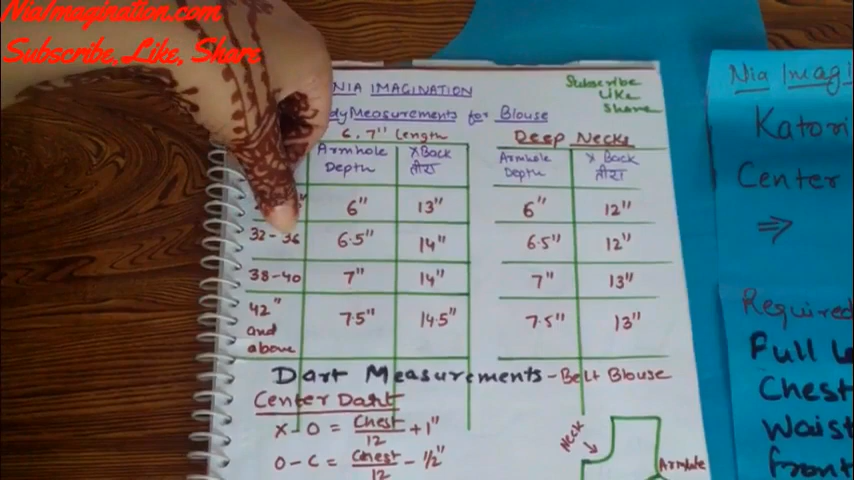 NiaImagination.com
Subscribe, Like, Share
NIA IMAGINATION
Subscribe
Like
Share
Measurements for Blouse
6, 7" Length
Deep Necks
Armhole Depth X Back तीरा Armhole Depth X Back तीरा
6" 13" 6" 12"
32-36 6.5" 14" 6.5" 12"
38-40 7" 14" 7" 13"
42" and above 7.5" 14.5" 7.5" 13"
Dart Measurements - Belt Blouse
Center Dart
X-O = Chest/12 + 1"
O-C = Chest/12 - 1/2"
Neck
Armhole
Nia Imagi
Katori
Center
⇒
Required
Full
Chest
Waist
front